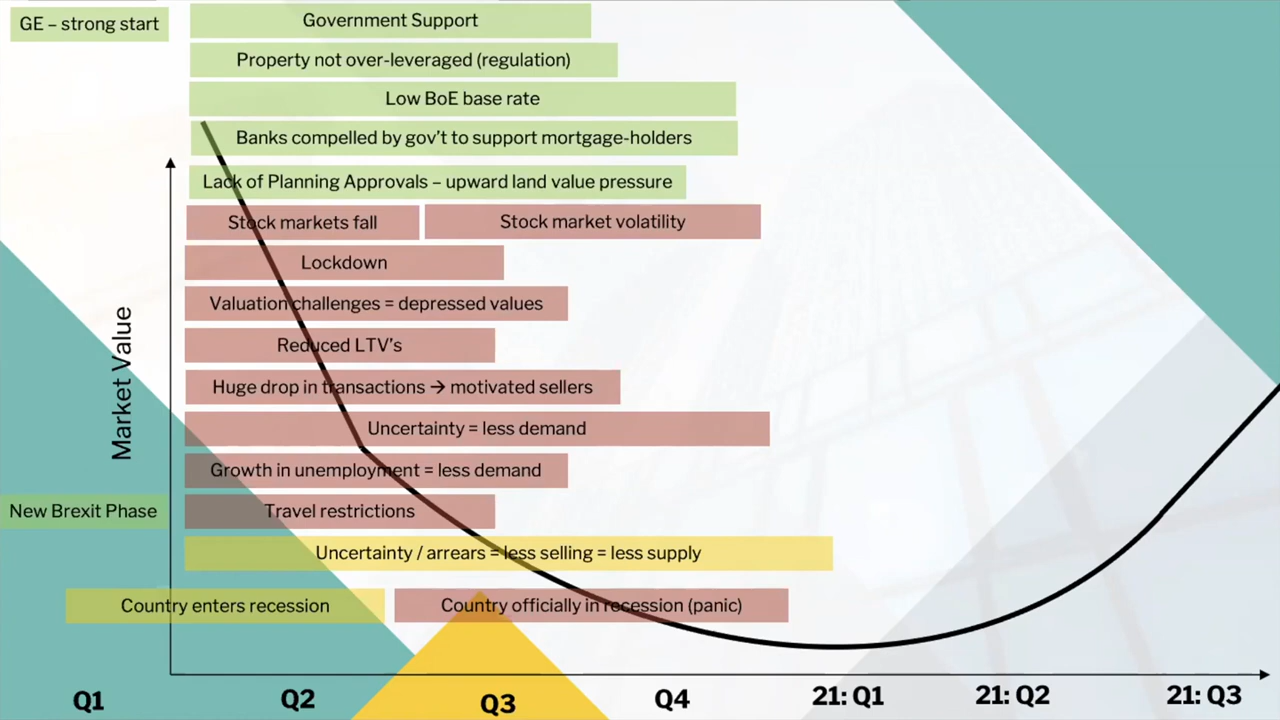 GE – strong start
Government Support
Property not over-leveraged (regulation)
Low BoE base rate
Banks compelled by gov’t to support mortgage-holders
Lack of Planning Approvals – upward land value pressure
Stock markets fall
Stock market volatility
Lockdown
Valuation challenges = depressed values
Reduced LTV’s
Huge drop in transactions → motivated sellers
Uncertainty = less demand
Growth in unemployment = less demand
New Brexit Phase
Travel restrictions
Uncertainty / arrears = less selling = less supply
Country enters recession
Country officially in recession (panic)
Market Value
Q1
Q2
Q3
Q4
21: Q1
21: Q2
21: Q3